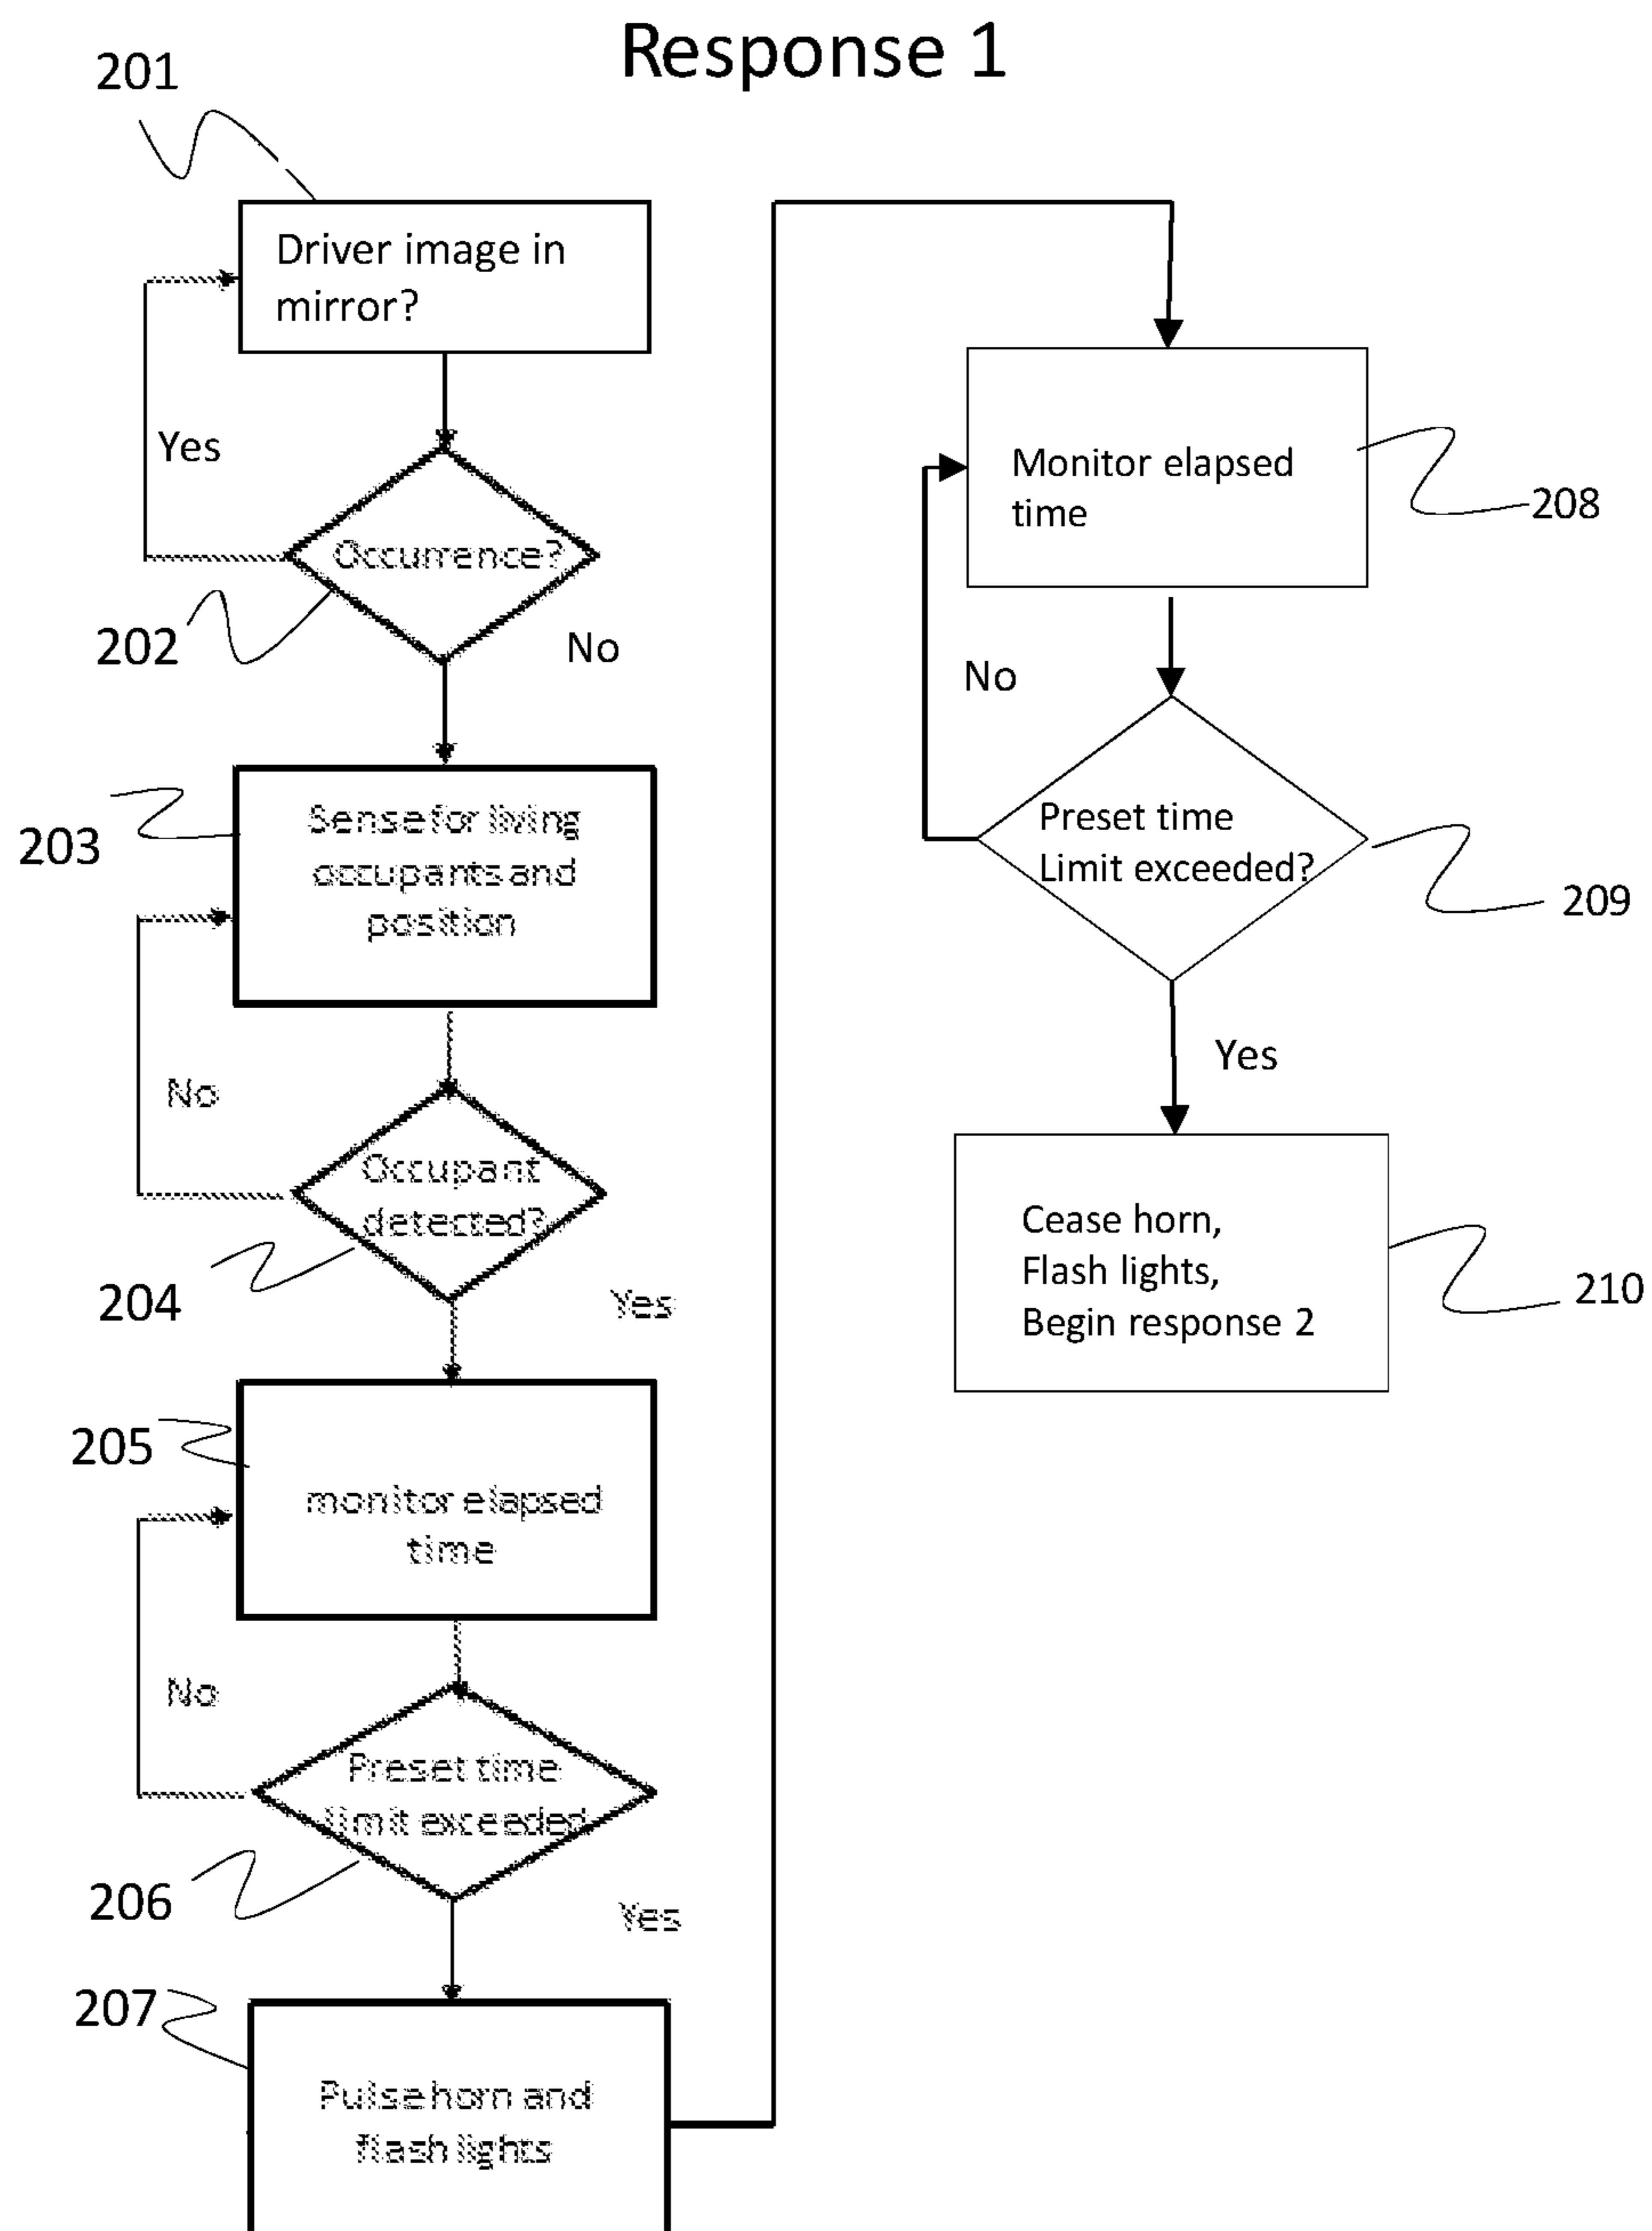 Response 1
201
Driver image in
mirror?
Yes
Occurrence?
202
No
203
Sense for living
occupants and
position
No
Occupant
detected?
204
Yes
205
monitor elapsed
time
No
Preset time
limit exceeded
206
Yes
207
Pulse horn and
flash lights
Monitor elapsed
time
208
No
Preset time
Limit exceeded?
209
Yes
Cease horn,
Flash lights,
Begin response 2
210